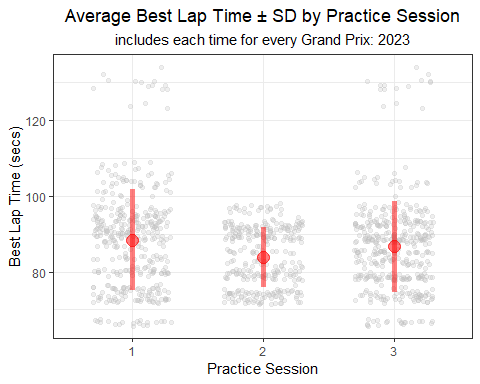 Average Best Lap Time ± SD by Practice Session
includes each time for every Grand Prix: 2023
Best Lap Time (secs)
120
100
80
1 2 3
Practice Session